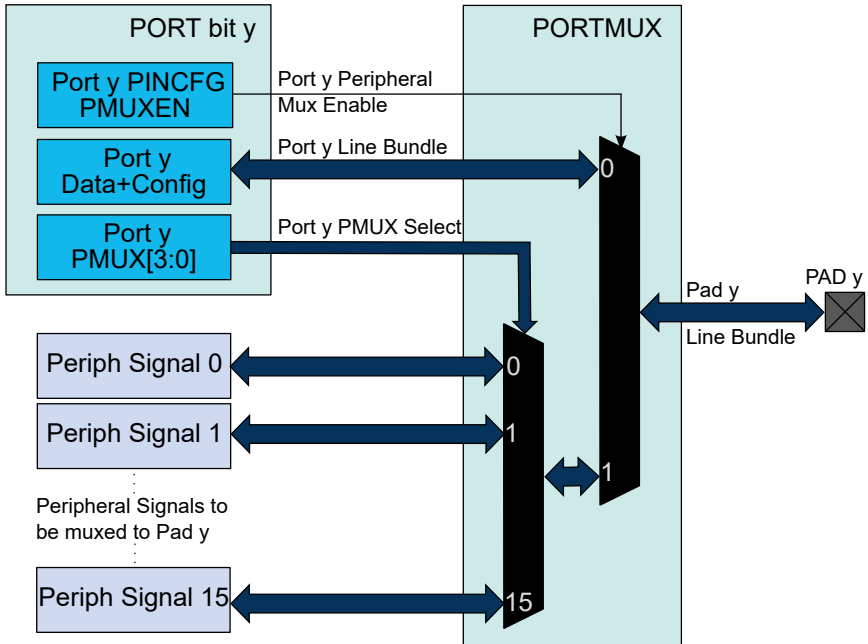 PORT bit y
PORTMUX
Port y PINCFG
PMUXEN
Port y Peripheral
Mux Enable
Port y
Data+Config
Port y Line Bundle
0
Port y
PMUX[3:0]
Port y PMUX Select
Pad y
Line Bundle
PAD y
Periph Signal 0
0
Periph Signal 1
1
1
Peripheral Signals to
be muxed to Pad y
Periph Signal 15
15